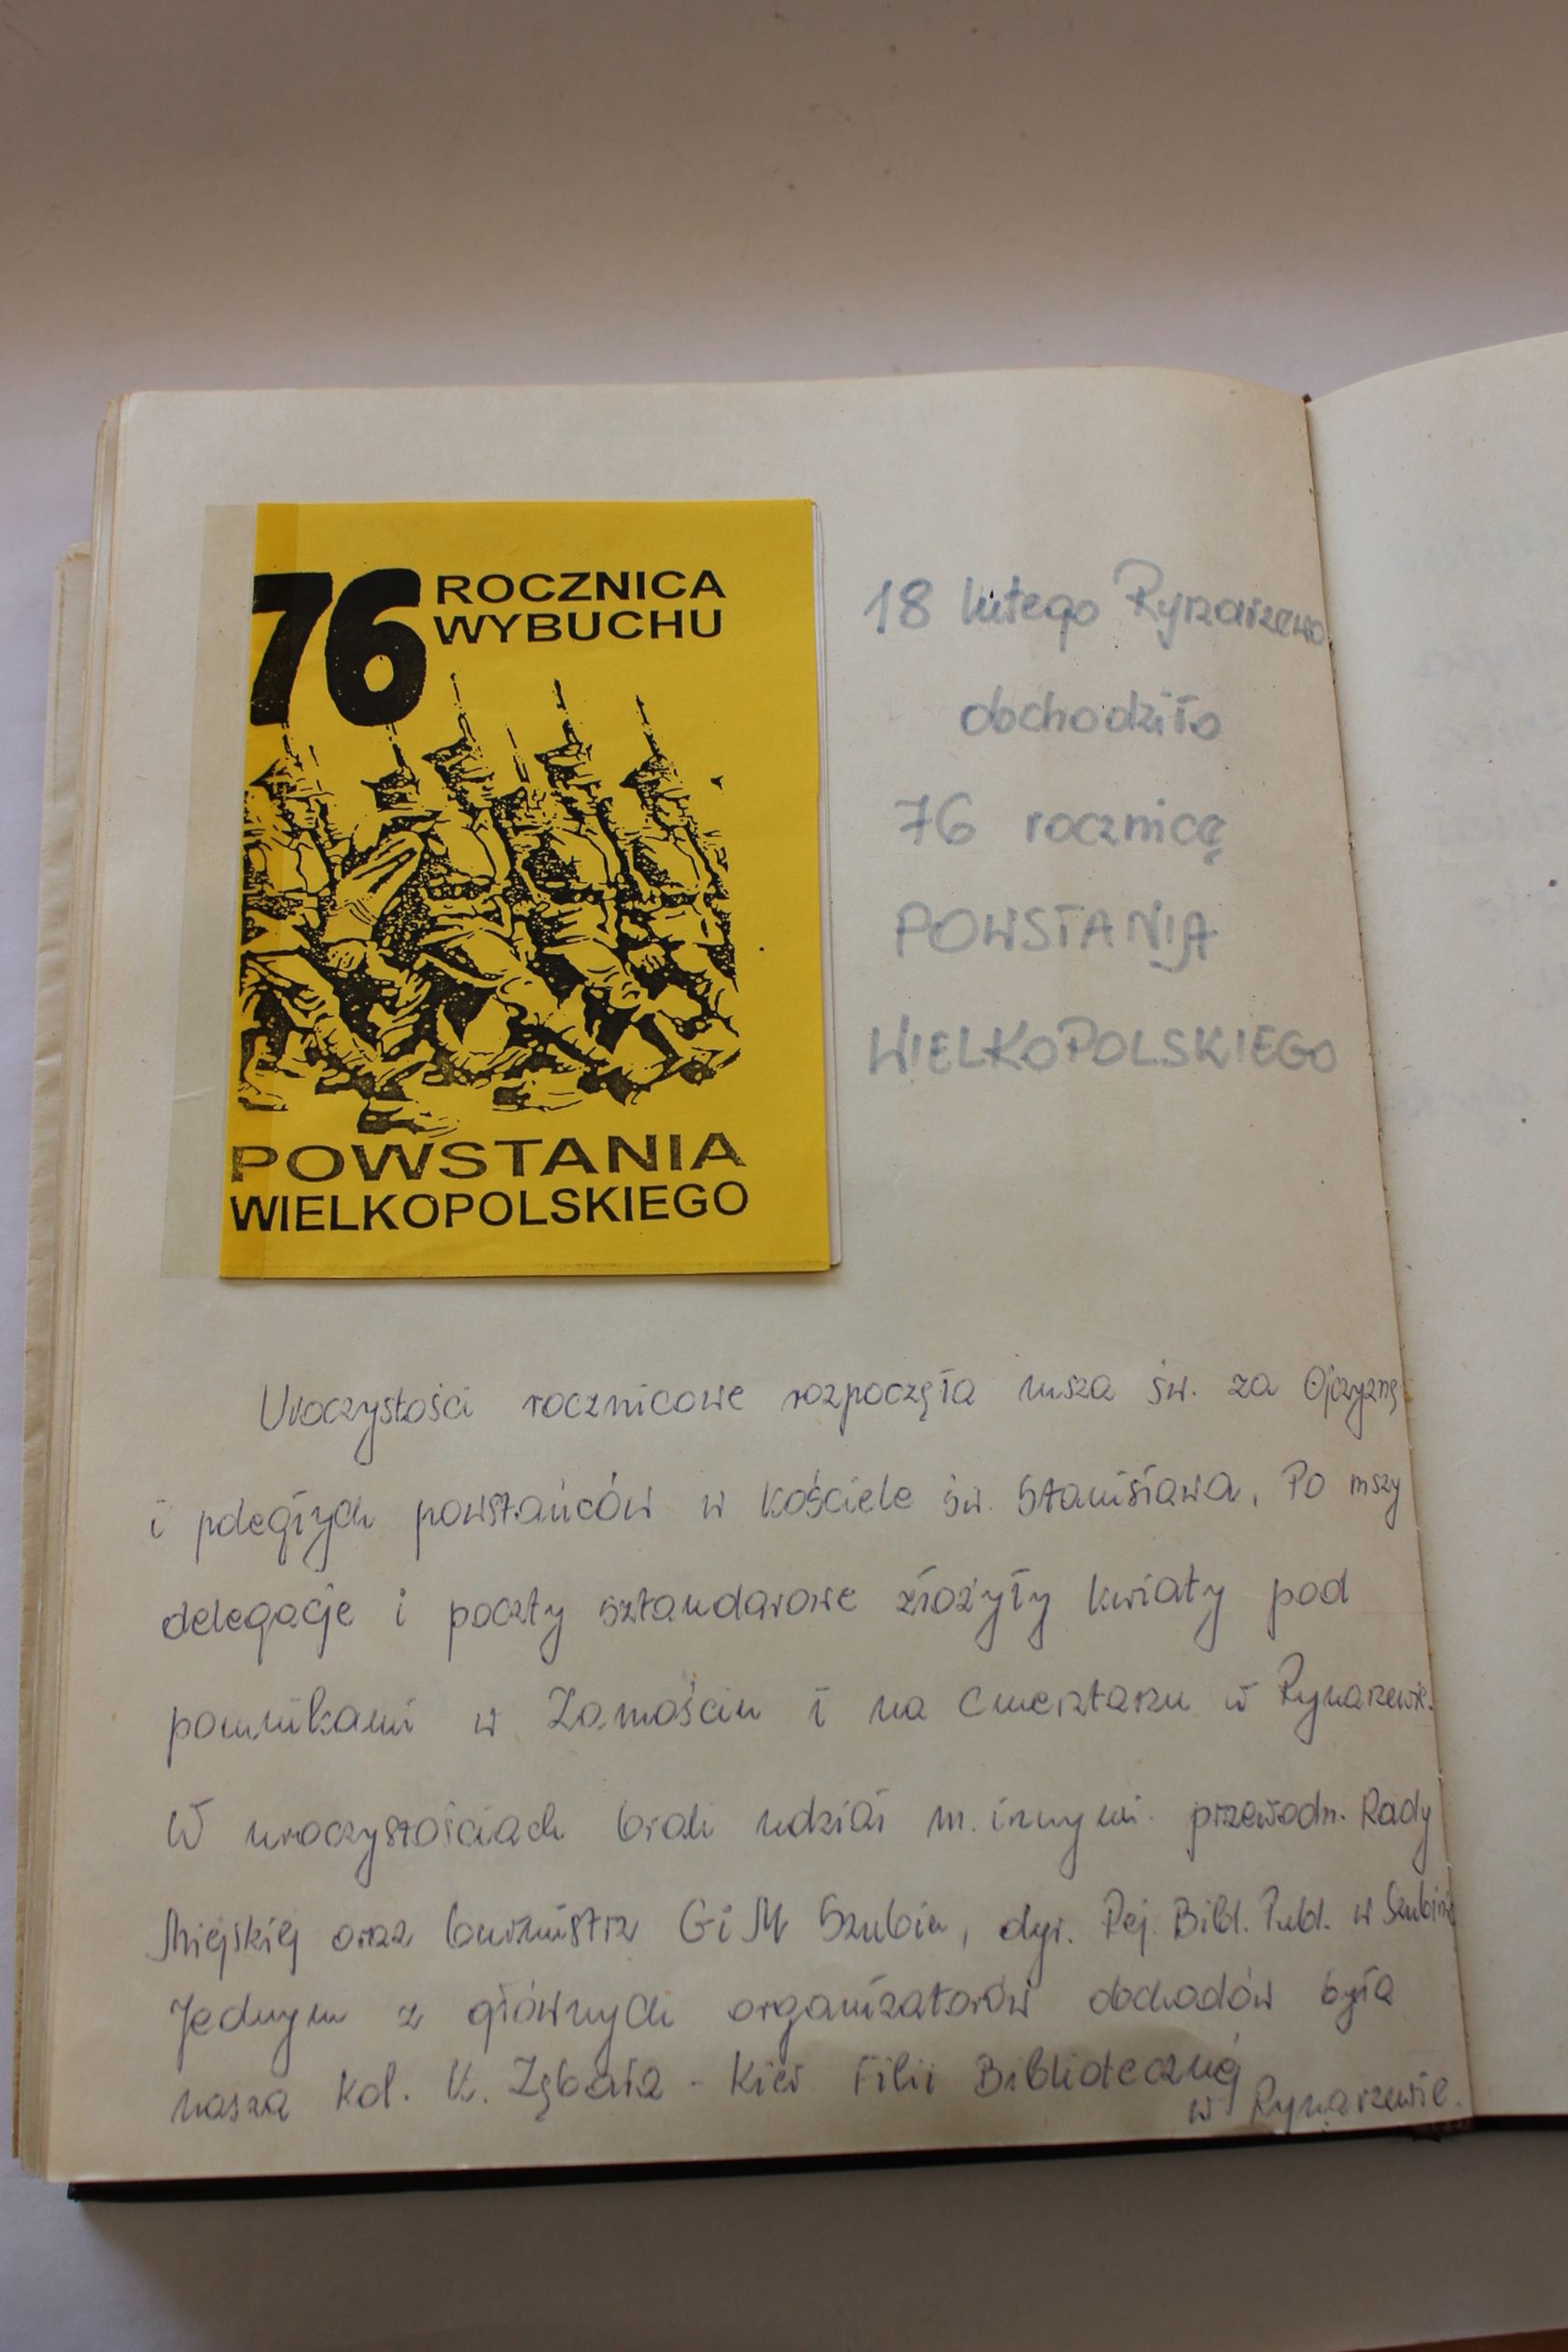 76 ROCZNICA
WYBUCHU
POWSTANIA
WIELKOPOLSKIEGO
18 lutego Rynarzewo
obchodziło
76 rocznicę
POWSTANIA
WIELKOPOLSKIEGO
Uroczystości rocznicowe rozpoczęła msza św. za Ojczyznę
i poległych powstańców w kościele św. Stanisława. Po mszy
delegacje i poczty sztandarowe złożyły kwiaty pod
pomnikami w Zamościu i na cmentarzu w Rynarzewie.
W uroczystościach brali udział m. innymi. przewodn. Rady
Miejskiej oraz burmistrz GiM Szubin, dyr. Rej. Bibl. Publ. w Szubinie
Jednym z głównych organizatorów obchodów była
nasza kol. K. Zębała - kier Filii Bibliotecznej
w Rynarzewie.